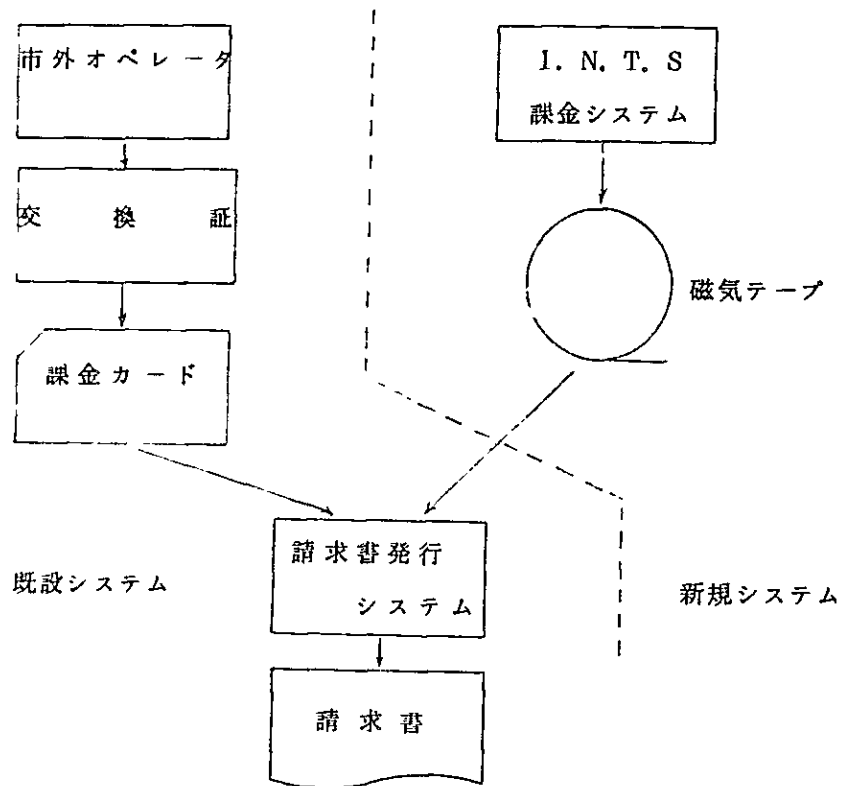 市外オペレータ
交換証
課金カード
I. N. T. S
課金システム
磁気テープ
請求書発行
システム
請求書
既設システム
新規システム